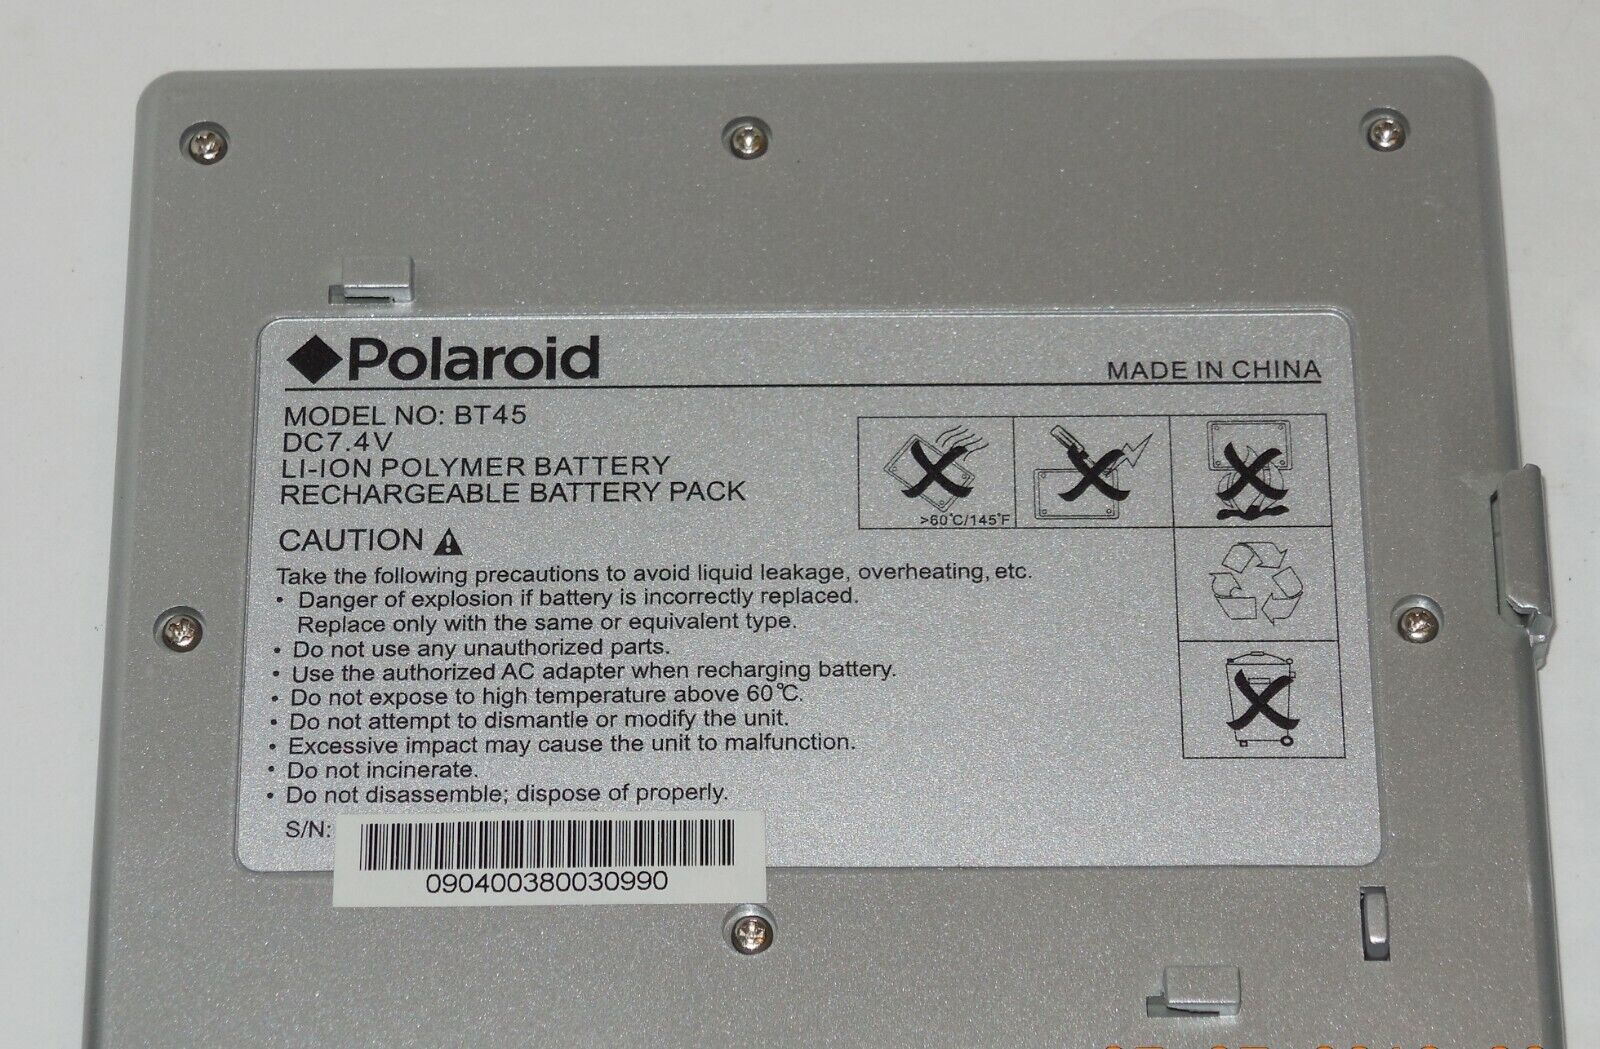 Polaroid
MADE IN CHINA
MODEL NO: BT45
DC7.4V
LI-ION POLYMER BATTERY
RECHARGEABLE BATTERY PACK
>60°C/145°F
CAUTION
Take the following precautions to avoid liquid leakage, overheating, etc.
• Danger of explosion if battery is incorrectly replaced.
Replace only with the same or equivalent type.
• Do not use any unauthorized parts.
• Use the authorized AC adapter when recharging battery.
• Do not expose to high temperature above 60°C.
• Do not attempt to dismantle or modify the unit.
• Excessive impact may cause the unit to malfunction.
• Do not incinerate.
• Do not disassemble; dispose of properly.
S/N:
090400380030990